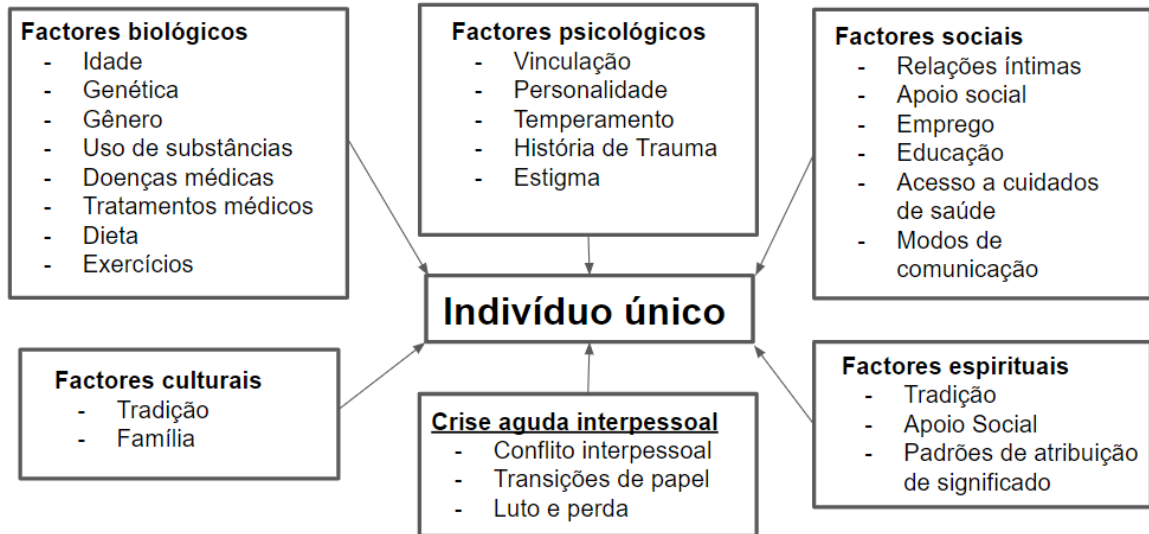 Factores biológicos
- Idade
- Genética
- Gênero
- Uso de substâncias
- Doenças médicas
- Tratamentos médicos
- Dieta
- Exercícios
Factores psicológicos
- Vinculação
- Personalidade
- Temperamento
- História de Trauma
- Estigma
Factores sociais
- Relações íntimas
- Apoio social
- Emprego
- Educação
- Acesso a cuidados
de saúde
- Modos de
comunicação
Indivíduo único
Factores culturais
- Tradição
- Família
Crise aguda interpessoal
- Conflito interpessoal
- Transições de papel
- Luto e perda
Factores espirituais
- Tradição
- Apoio Social
- Padrões de atribuição
de significado